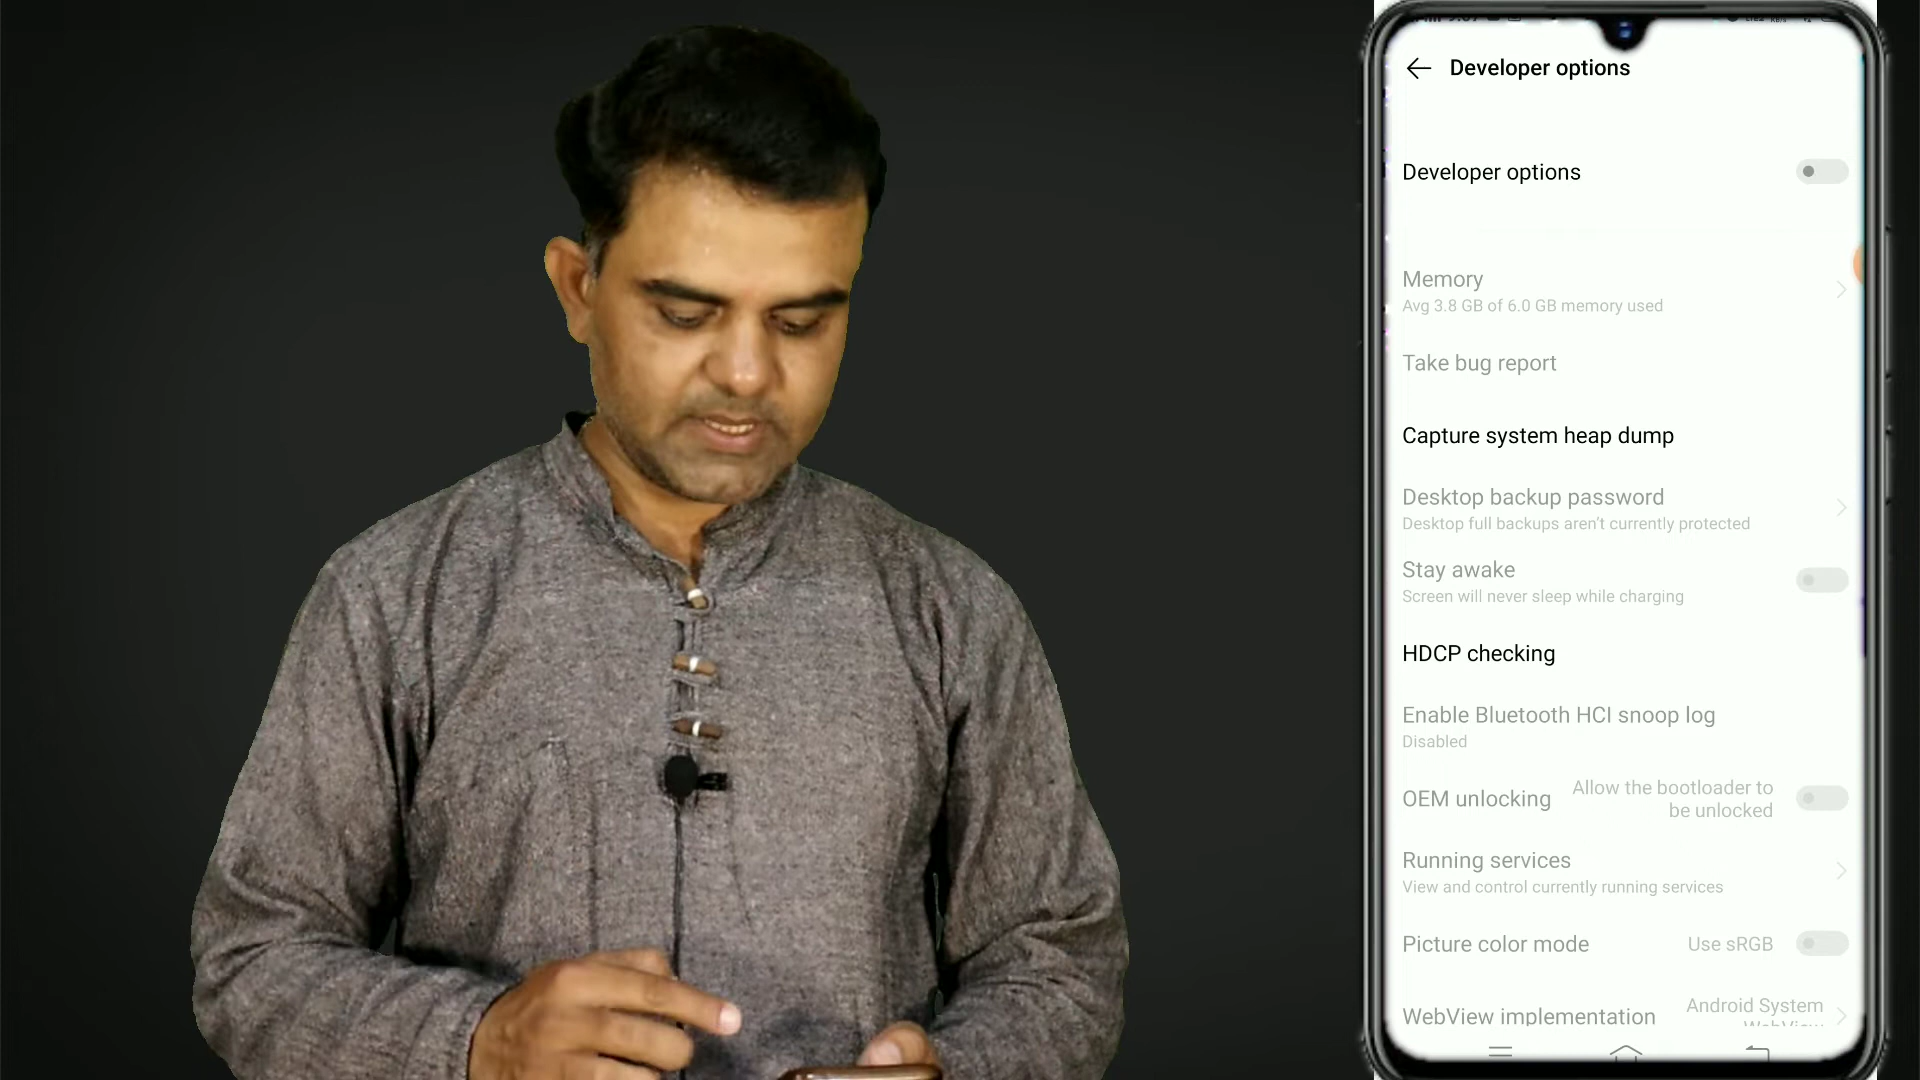 Developer options
Developer options
Memory
Avg 3.8 GB of 6.0 GB memory used
Take bug report
Capture system heap dump
Desktop backup password
Desktop full backups aren't currently protected
Stay awake
Screen will never sleep while charging
HDCP checking
Enable Bluetooth HCI snoop log
Disabled
OEM unlocking
Allow the bootloader to
be unlocked
Running services
View and control currently running services
Picture color mode
Use sRGB
WebView implementation
Android System